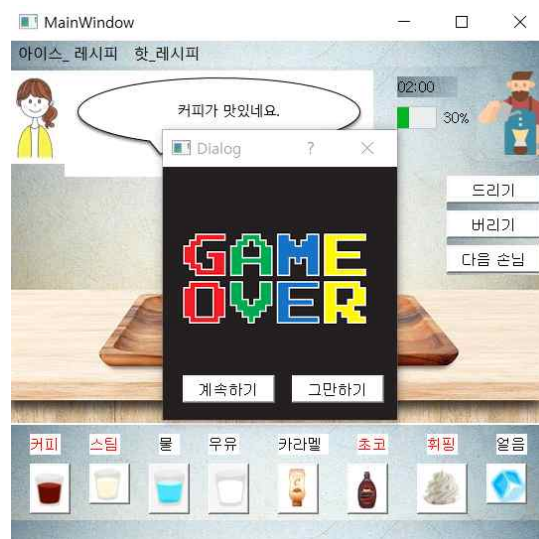 MainWindow
아이스_ 레시피 핫_레시피
커피가 맛있네요.
02:00
30%
Dialog ?
드리기
버리기
다음 손님
GAME
OVER
계속하기 그만하기
커피 스팀 물 우유 카라멜 초코 휘핑 얼음